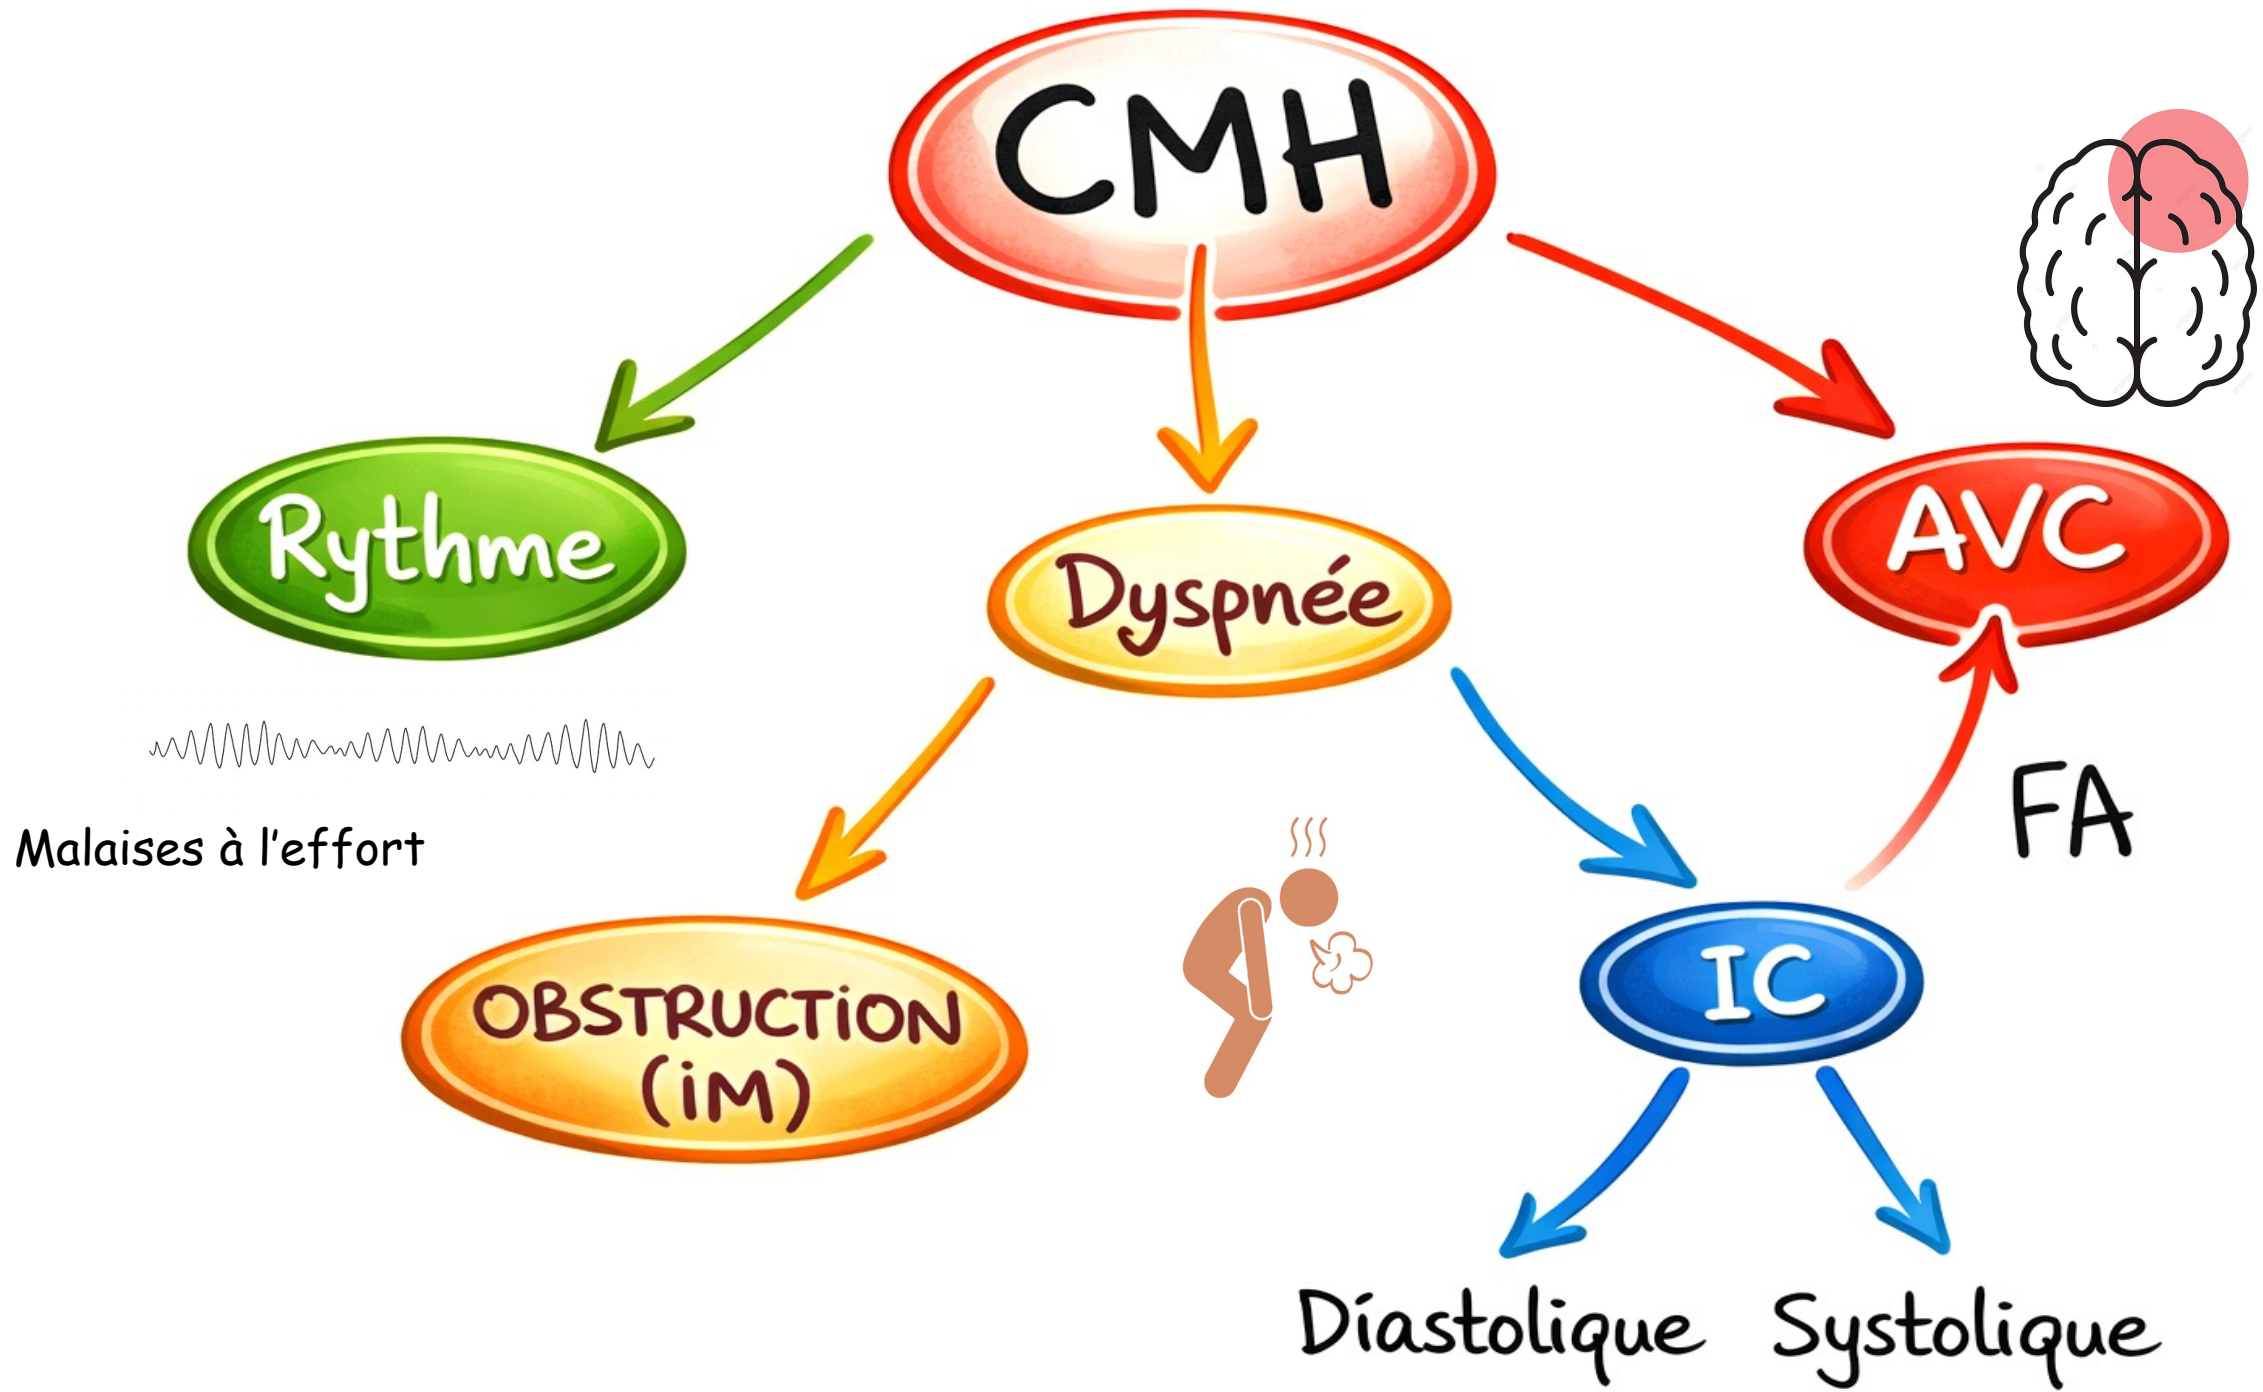 CMH
Rythme
Dyspnée
AVC
Malaises à l'effort
FA
OBSTRUCTiON
(iM)
IC
Diastolique
Systolique